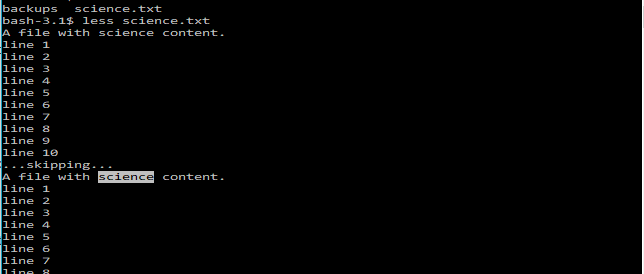 backups  science.txt
bash-3.1$ less science.txt
A file with science content.
line 1
line 2
line 3
line 4
line 5
line 6
line 7
line 8
line 9
line 10
...skipping...
A file with science content.
line 1
line 2
line 3
line 4
line 5
line 6
line 7
line 8